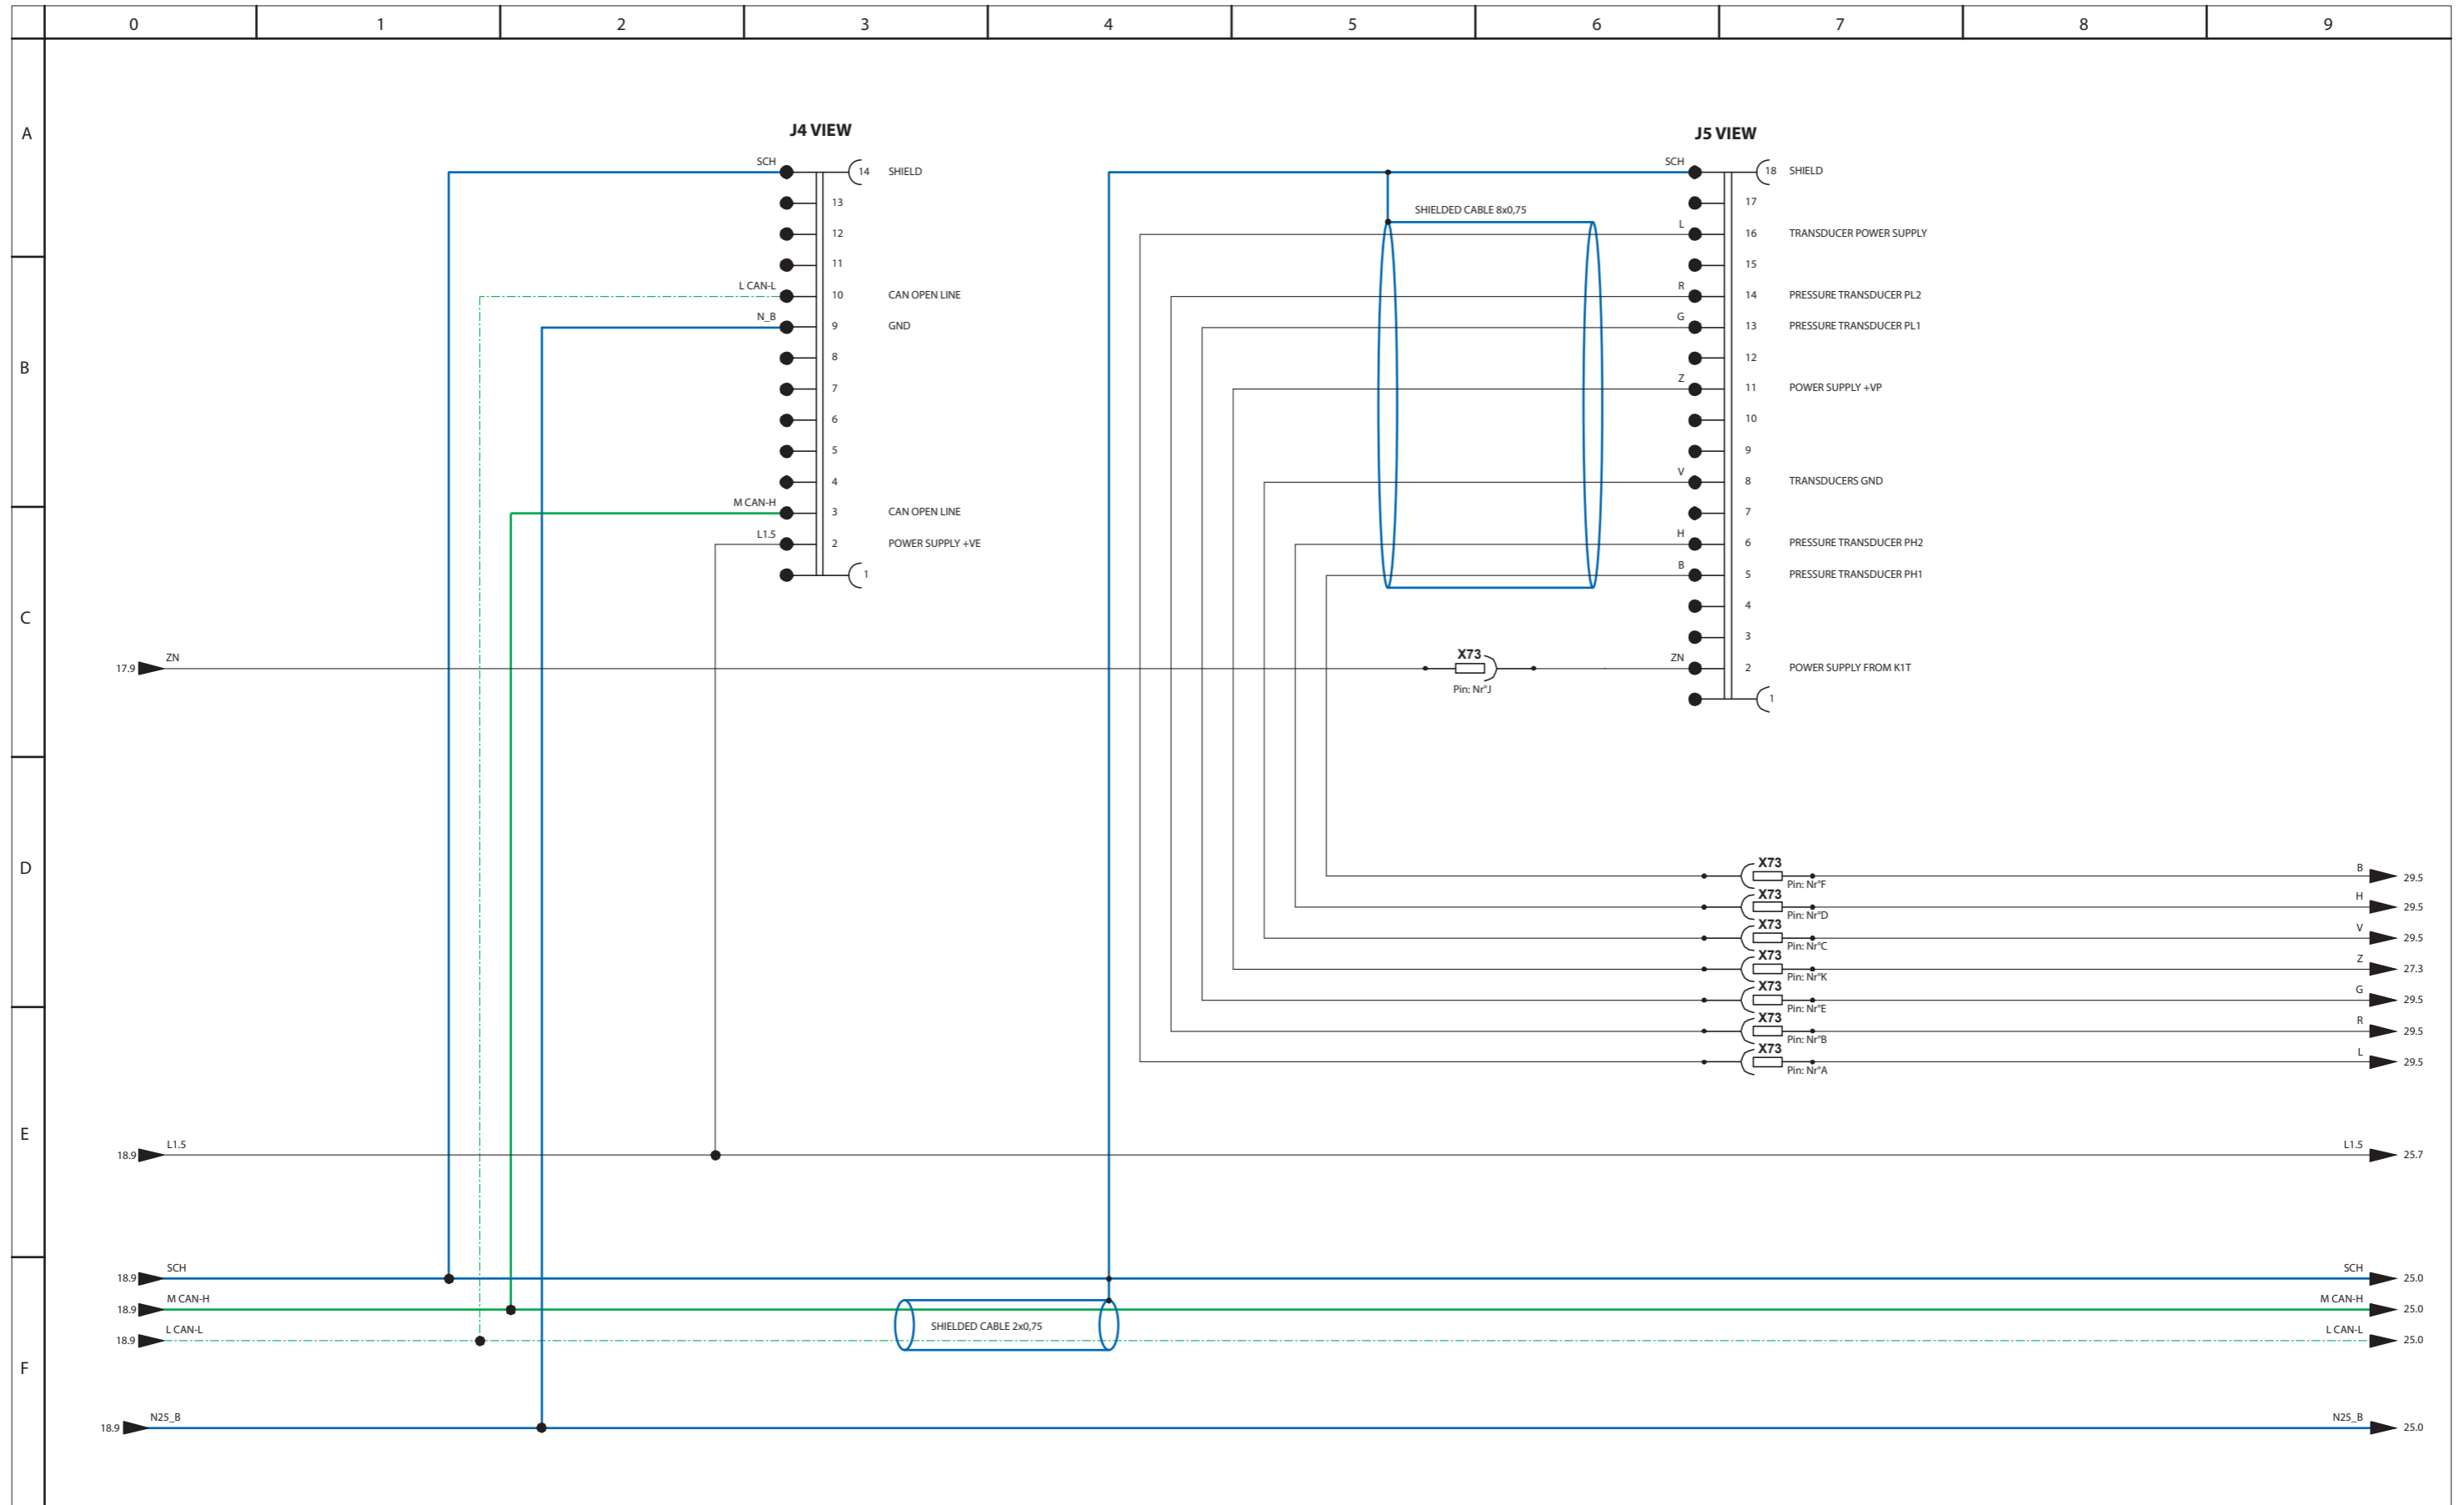 0 1 2 3 4 5 6 7 8 9
A
B
C
D
E
F
J4 VIEW
SCH 14 SHIELD
13
12
11
L CAN-L 10 CAN OPEN LINE
N_B 9 GND
8
7
6
5
4
M CAN-H 3 CAN OPEN LINE
L1.5 2 POWER SUPPLY +VE
1
J5 VIEW
SCH 18 SHIELD
17
SHIELDED CABLE 8x0,75
L 16 TRANSDUCER POWER SUPPLY
15
R 14 PRESSURE TRANSDUCER PL2
G 13 PRESSURE TRANSDUCER PL1
12
Z 11 POWER SUPPLY +VP
10
9
V 8 TRANSDUCERS GND
7
H 6 PRESSURE TRANSDUCER PH2
B 5 PRESSURE TRANSDUCER PH1
4
3
17.9 ZN X73 ZN 2 POWER SUPPLY FROM K1T
Pin: Nr°J
1
X73 B 29.5
Pin: Nr°F
X73 H 29.5
Pin: Nr°D
X73 V 29.5
Pin: Nr°C
X73 Z 27.3
Pin: Nr°K
X73 G 29.5
Pin: Nr°E
X73 R 29.5
Pin: Nr°B
X73 L 29.5
Pin: Nr°A
18.9 L1.5 L1.5 25.7
18.9 SCH SCH 25.0
18.9 M CAN-H M CAN-H 25.0
SHIELDED CABLE 2x0,75
18.9 L CAN-L L CAN-L 25.0
18.9 N25_B N25_B 25.0